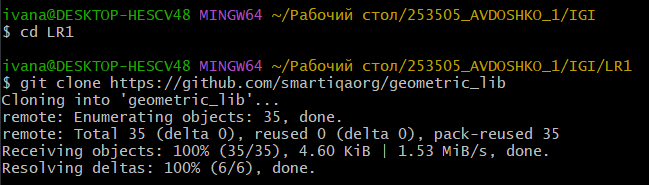 ivana@DESKTOP-HESCV48 MINGW64 ~/Рабочий стол/253505_AVDOSHKO_1/IGI
$ cd LR1
ivana@DESKTOP-HESCV48 MINGW64 ~/Рабочий стол/253505_AVDOSHKO_1/IGI/LR1
$ git clone https://github.com/smartiqaorg/geometric_lib
Cloning into 'geometric_lib'...
remote: Enumerating objects: 35, done.
remote: Total 35 (delta 0), reused 0 (delta 0), pack-reused 35
Receiving objects: 100% (35/35), 4.60 KiB | 1.53 MiB/s, done.
Resolving deltas: 100% (6/6), done.